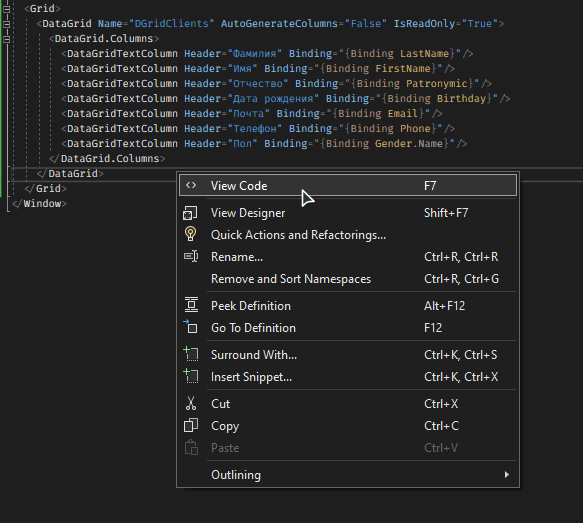 <Grid>
<DataGrid Name="DGridClients" AutoGenerateColumns="False" IsReadOnly="True">
<DataGrid.Columns>
<DataGridTextColumn Header="Фамилия" Binding="{Binding LastName}"/>
<DataGridTextColumn Header="Имя" Binding="{Binding FirstName}"/>
<DataGridTextColumn Header="Отчество" Binding="{Binding Patronymic}"/>
<DataGridTextColumn Header="Дата рождения" Binding="{Binding Birthday}"/>
<DataGridTextColumn Header="Почта" Binding="{Binding Email}"/>
<DataGridTextColumn Header="Телефон" Binding="{Binding Phone}"/>
<DataGridTextColumn Header="Пол" Binding="{Binding Gender.Name}"/>
</DataGrid.Columns>
</DataGrid>
</Grid>
</Window>
View Code F7
View Designer Shift+F7
Quick Actions and Refactorings...
Rename... Ctrl+R, Ctrl+R
Remove and Sort Namespaces Ctrl+R, Ctrl+G
Peek Definition Alt+F12
Go To Definition F12
Surround With... Ctrl+K, Ctrl+S
Insert Snippet... Ctrl+K, Ctrl+X
Cut Ctrl+X
Copy Ctrl+C
Paste Ctrl+V
Outlining